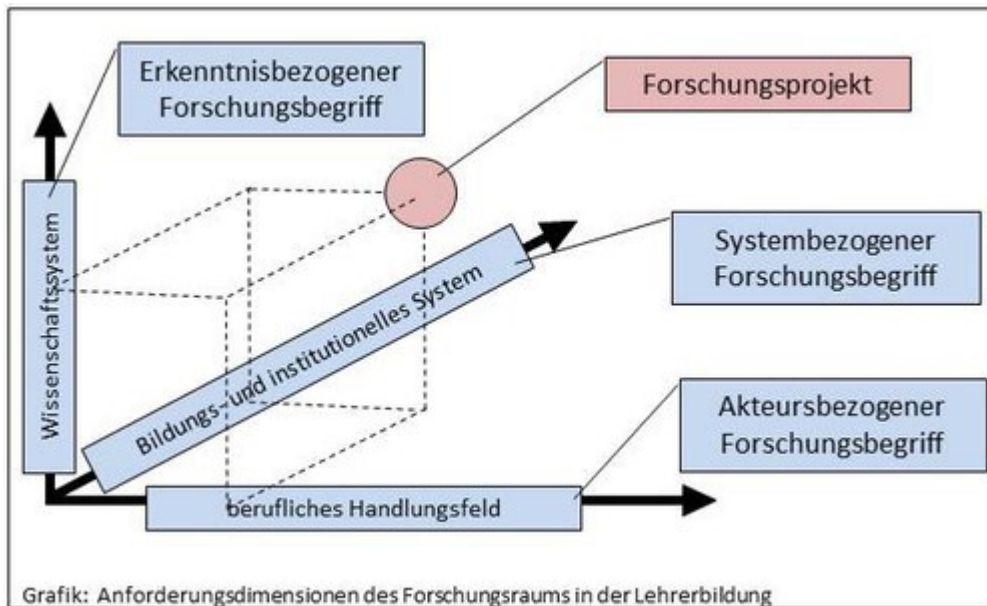 Erkenntnisbezogener
Forschungsbegriff
Forschungsprojekt
Wissenschaftssystem
Bildungs- und institutionelles System
Systembezogener
Forschungsbegriff
Akteursbezogener
Forschungsbegriff
berufliches Handlungsfeld
Grafik: Anforderungsdimensionen des Forschungsraums in der Lehrerbildung